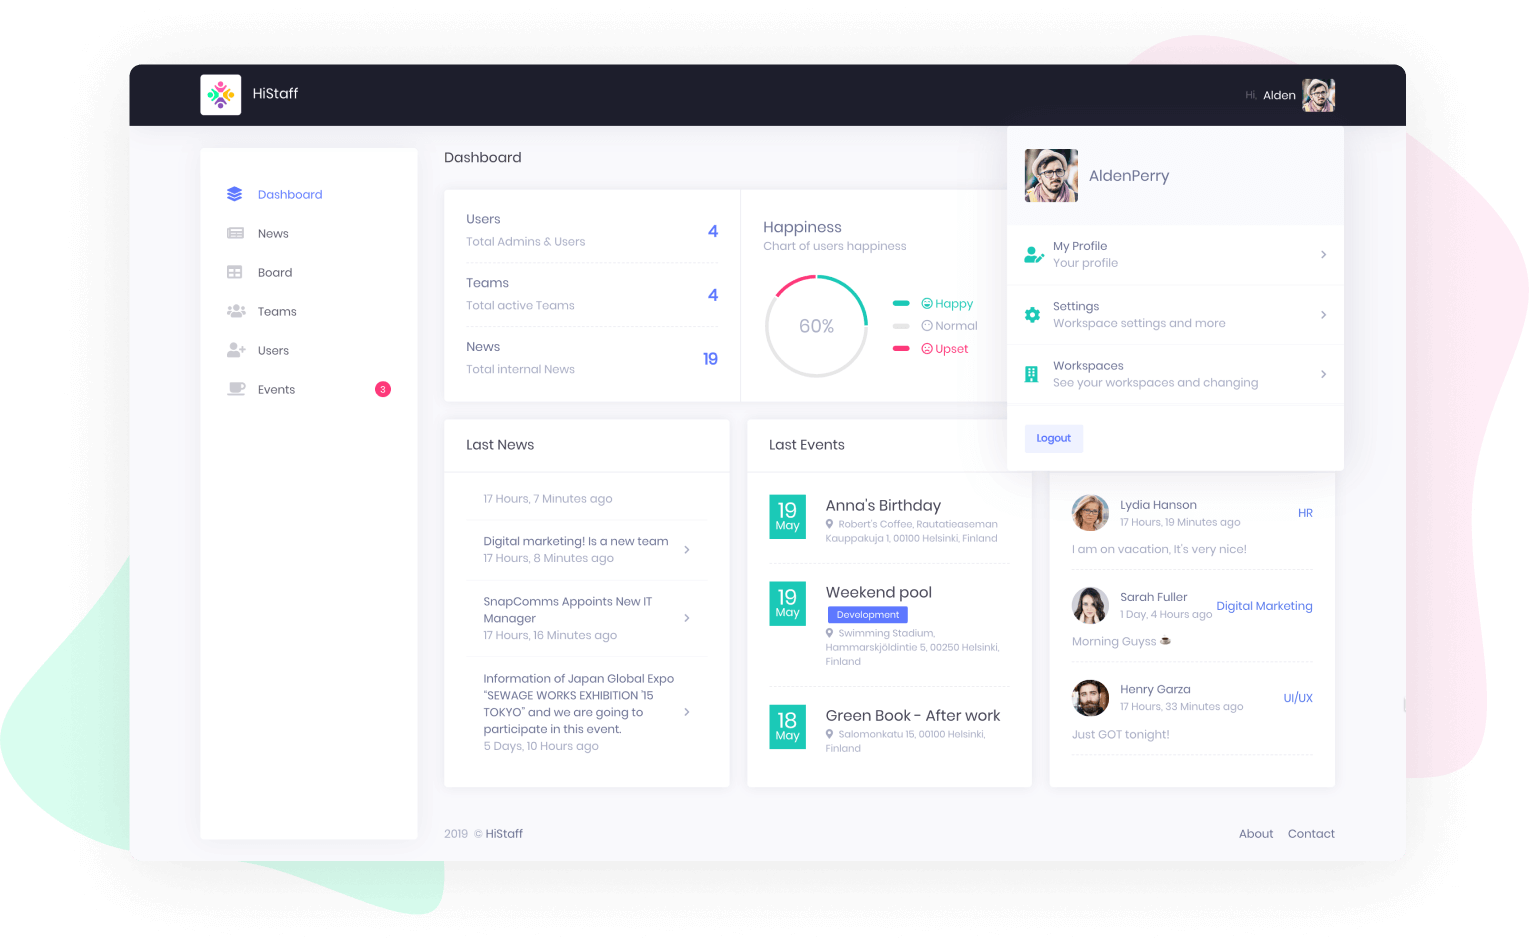 HiStaff
Hi, Alden
Dashboard
News
Board
Teams
Users
Events
3
Dashboard
Users
Total Admins & Users
4
Teams
Total active Teams
4
News
Total internal News
19
Happiness
Chart of users happiness
60%
Happy
Normal
Upset
AldenPerry
My Profile
Your profile
Settings
Workspace settings and more
Workspaces
See your workspaces and changing
Logout
Last News
17 Hours, 7 Minutes ago
Digital marketing! Is a new team
17 Hours, 8 Minutes ago
SnapComms Appoints New IT
Manager
17 Hours, 16 Minutes ago
Information of Japan Global Expo
"SEWAGE WORKS EXHIBITION '15
TOKYO" and we are going to
participate in this event.
5 Days, 10 Hours ago
Last Events
19
May
Anna's Birthday
Robert's Coffee, Rautatieaseman
Kauppakuja 1, 00100 Helsinki, Finland
19
May
Weekend pool
Development
Swimming Stadium,
Hammarskjöldintie 5, 00250 Helsinki,
Finland
18
May
Green Book - After work
Salomonkatu 15, 00100 Helsinki,
Finland
Lydia Hanson
17 Hours, 19 Minutes ago
HR
I am on vacation, It's very nice!
Sarah Fuller
1 Day, 4 Hours ago
Digital Marketing
Morning Guyss ☕
Henry Garza
17 Hours, 33 Minutes ago
UI/UX
Just GOT tonight!
2019 © HiStaff
About
Contact